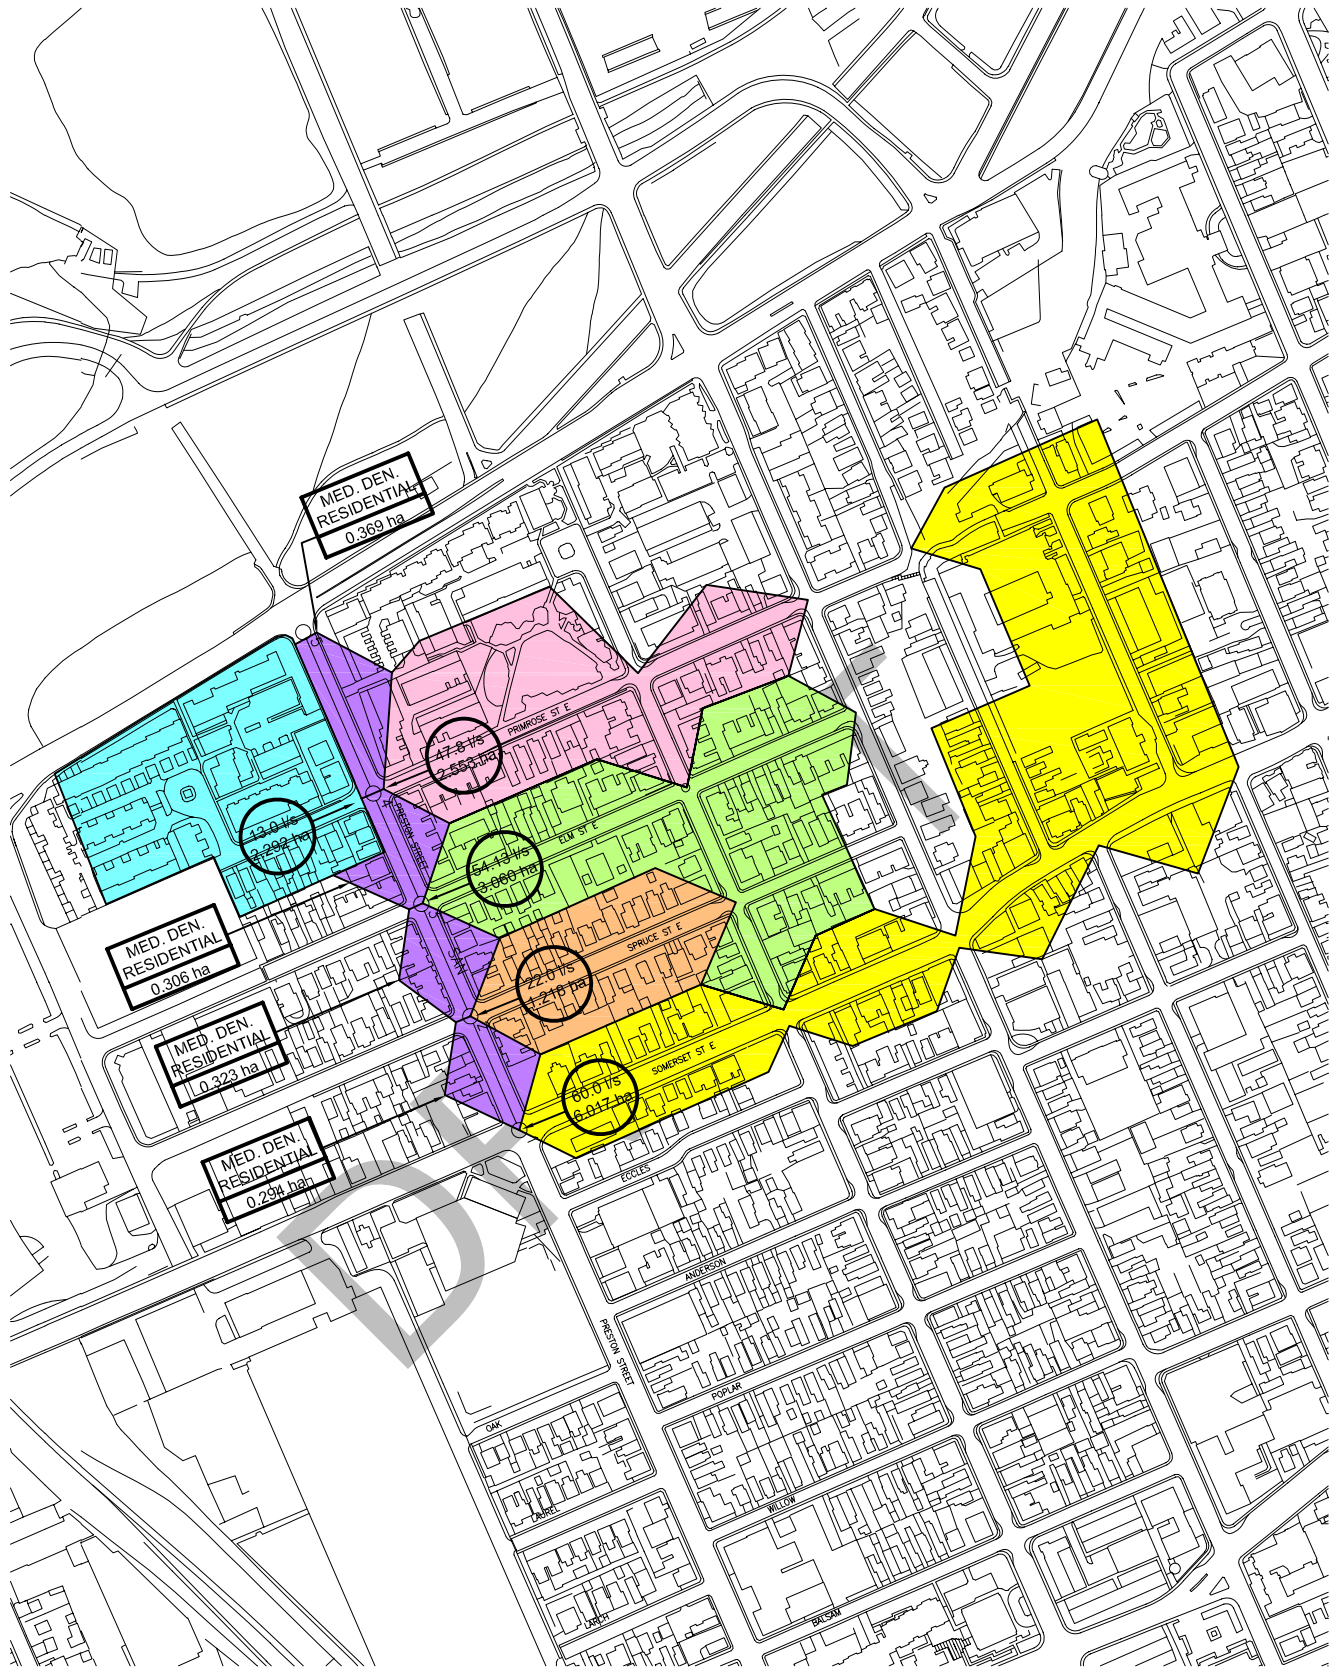 MED. DEN.
RESIDENTIAL
0.369 ha
PRIMROSE ST E
47.8 l/s
2.553 ha
PRESTON STREET
13.0 l/s
2.292 ha
ELM ST E
54.13 l/s
3.060 ha
MED. DEN.
RESIDENTIAL
0.306 ha
SPRUCE ST E
SAN
22.0 l/s
1.218 ha
MED. DEN.
RESIDENTIAL
0.323 ha
SOMERSET ST E
60.0 l/s
6.017 ha
MED. DEN.
RESIDENTIAL
0.294 ha
ECCLES
ANDERSON
PRESTON STREET
POPLAR
OAK
WILLOW
LAUREL
LARCH
BALSAM